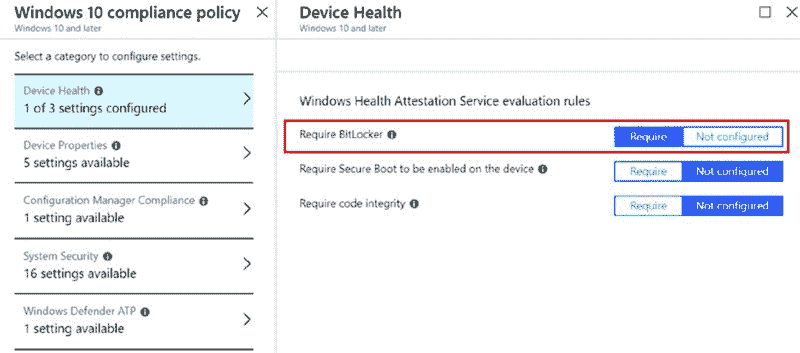 Windows 10 compliance policy
Windows 10 and later
Select a category to configure settings.
Device Health
1 of 3 settings configured
Device Properties
5 settings available
Configuration Manager Compliance
1 setting available
System Security
16 settings available
Windows Defender ATP
1 setting available
Device Health
Windows 10 and later
Windows Health Attestation Service evaluation rules
Require BitLocker Require Not configured
Require Secure Boot to be enabled on the device Require Not configured
Require code integrity Require Not configured